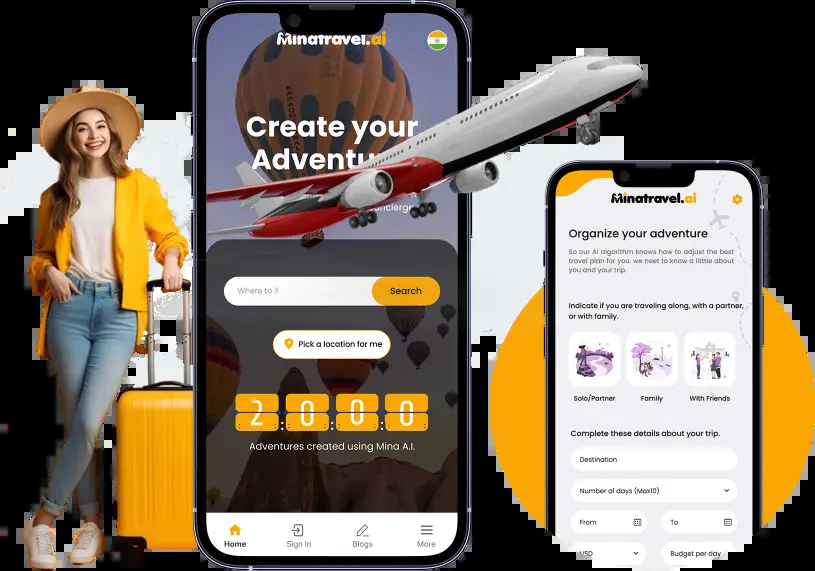 Minatravel.ai
Create your
Adventu
concierge
Where to ?
Search
Pick a location for me
2:0:0:0
Adventures created using Mina A.I.
Home
Sign in
Blogs
More
Minatravel.ai
Organize your adventure
So our AI algorithm knows how to adjust the best
travel plan for you. we neet to know a little about
you and your trip.
Indicate if you are traveling along, with a partner,
or with family.
Solo/Partner
Family
With Friends
Complete these details about your trip.
Destination
Number of days (Max10)
From
To
USD
Budget per day